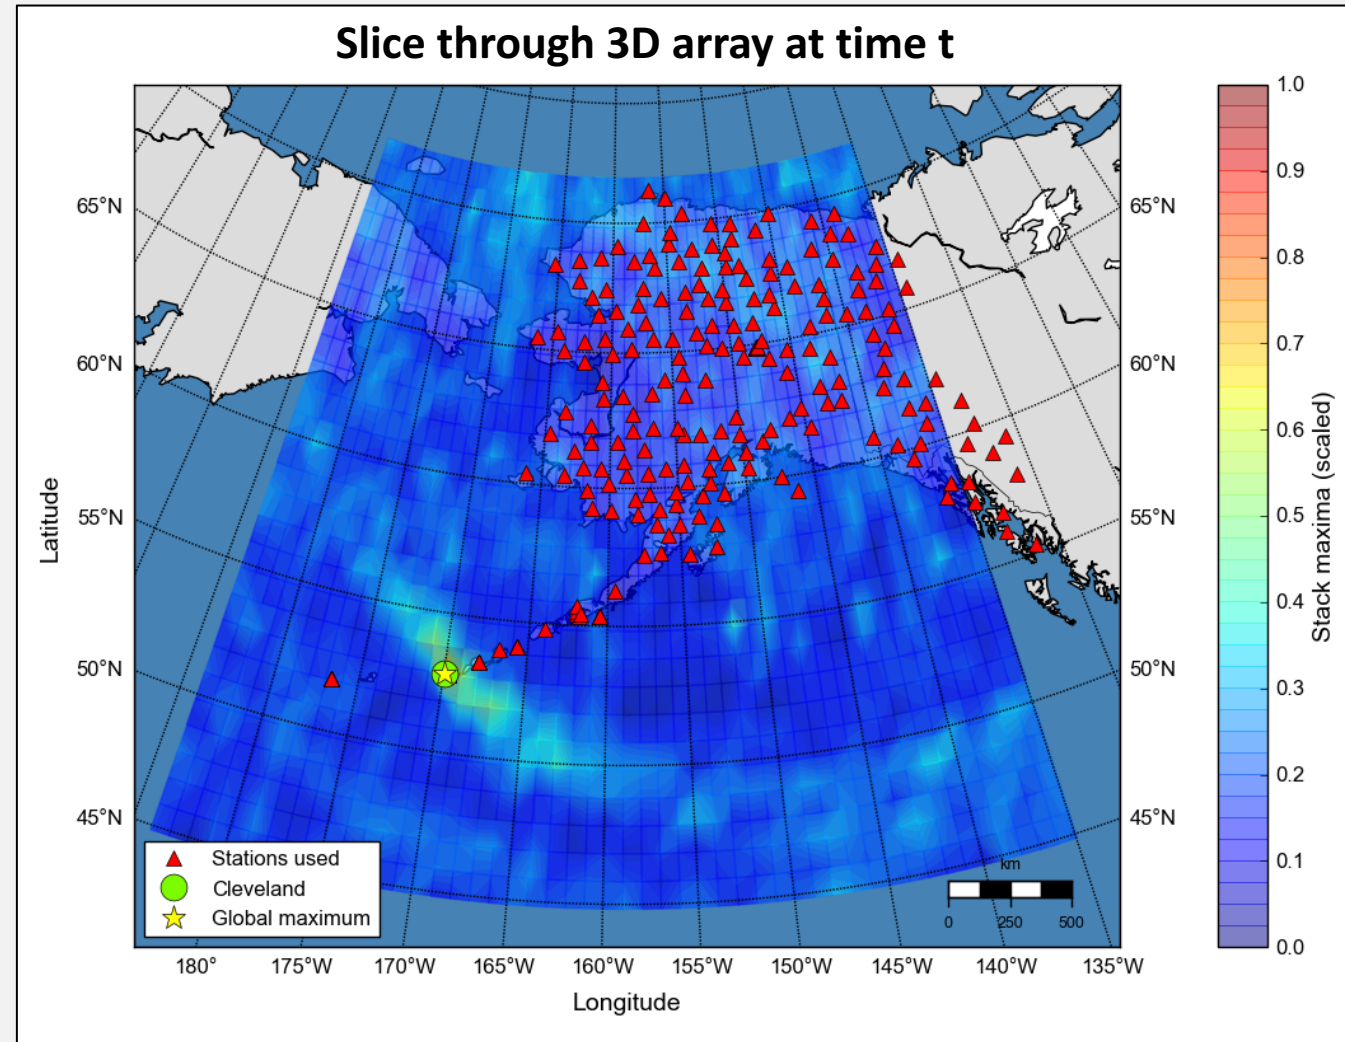 Slice through 3D array at time t
65°N
60°N
55°N
50°N
45°N
Latitude
65°N
60°N
55°N
50°N
45°N
180°
175°W
170°W
165°W
160°W
155°W
150°W
145°W
140°W
135°W
Longitude
Stations used
Cleveland
Global maximum
km
0
250
500
1.0
0.9
0.8
0.7
0.6
0.5
0.4
0.3
0.2
0.1
0.0
Stack maxima (scaled)